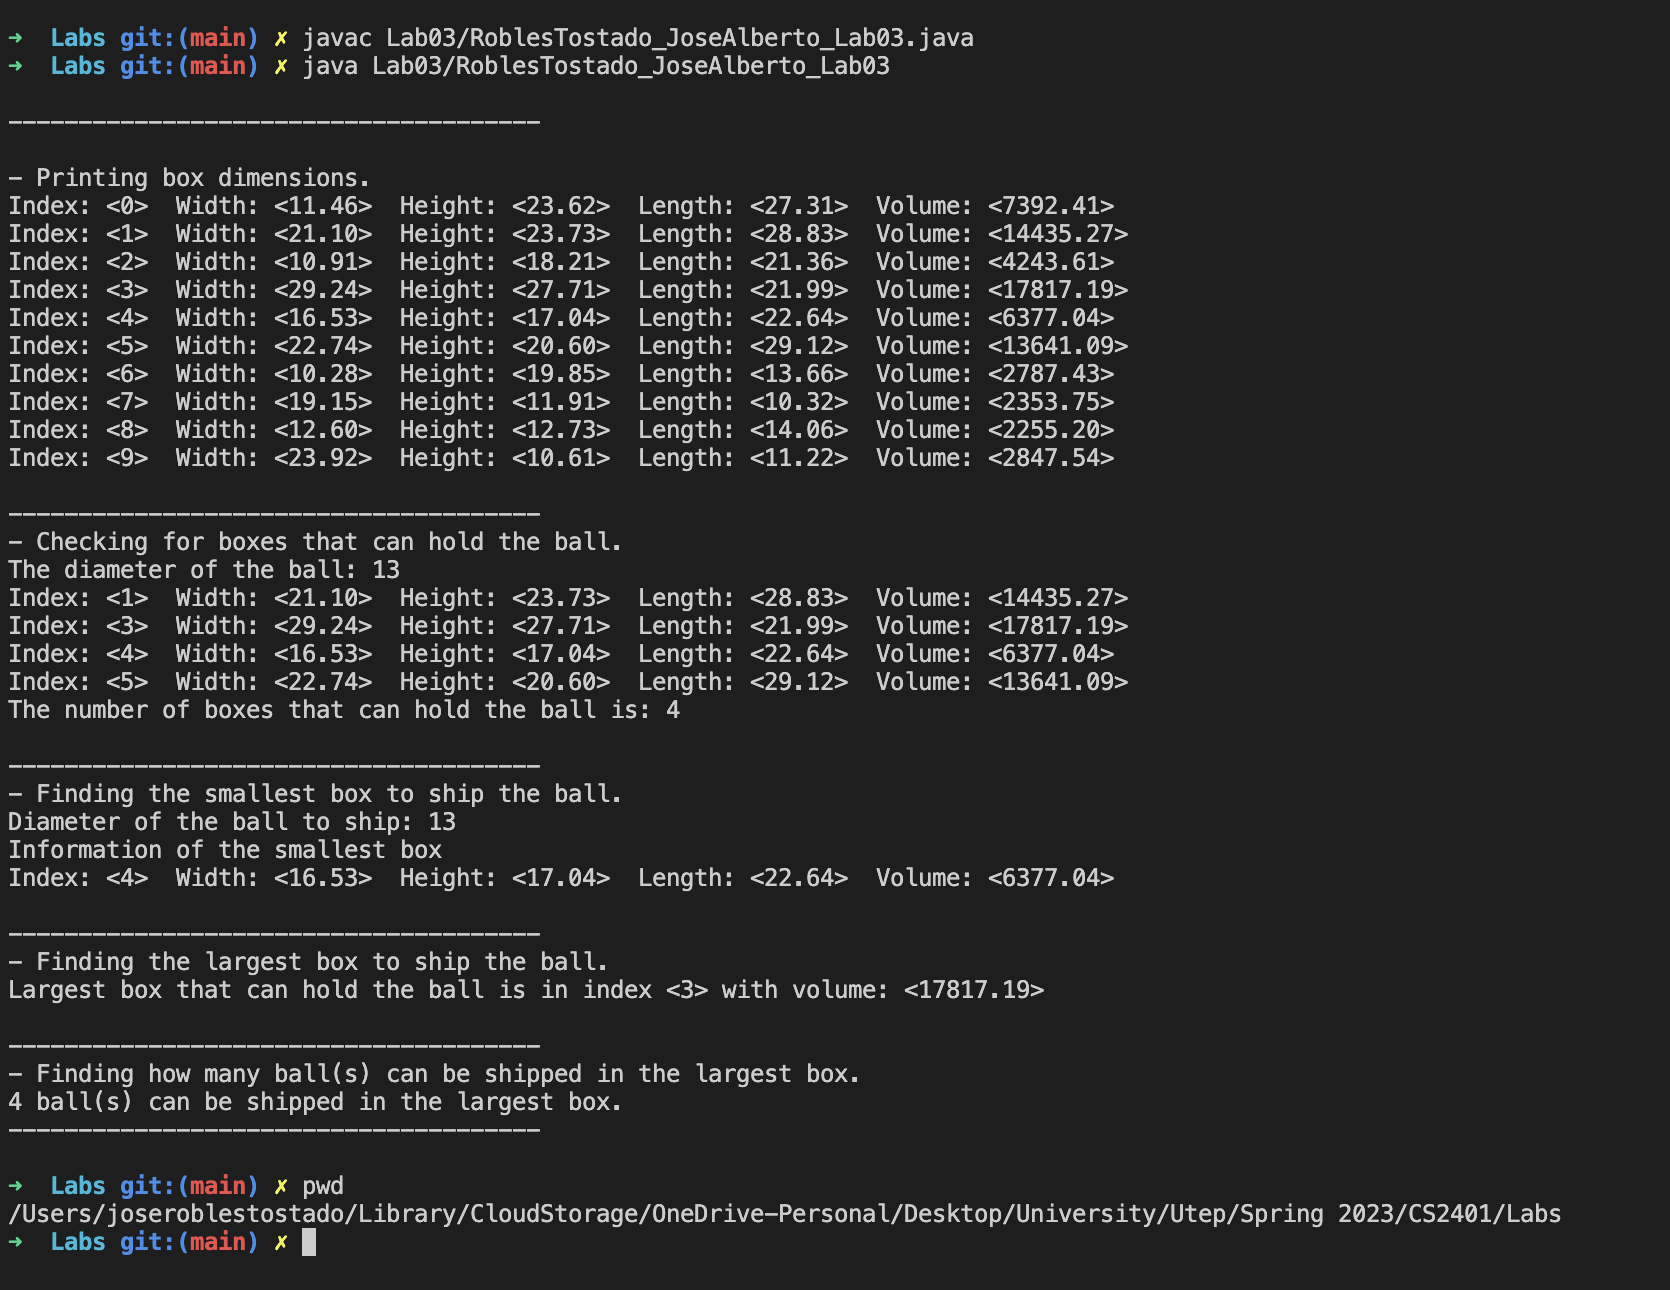 ➜  Labs git:(main) ✗ javac Lab03/RoblesTostado_JoseAlberto_Lab03.java
➜  Labs git:(main) ✗ java Lab03/RoblesTostado_JoseAlberto_Lab03
--------------------------------------
- Printing box dimensions.
Index: <0>  Width: <11.46>  Height: <23.62>  Length: <27.31>  Volume: <7392.41>
Index: <1>  Width: <21.10>  Height: <23.73>  Length: <28.83>  Volume: <14435.27>
Index: <2>  Width: <10.91>  Height: <18.21>  Length: <21.36>  Volume: <4243.61>
Index: <3>  Width: <29.24>  Height: <27.71>  Length: <21.99>  Volume: <17817.19>
Index: <4>  Width: <16.53>  Height: <17.04>  Length: <22.64>  Volume: <6377.04>
Index: <5>  Width: <22.74>  Height: <20.60>  Length: <29.12>  Volume: <13641.09>
Index: <6>  Width: <10.28>  Height: <19.85>  Length: <13.66>  Volume: <2787.43>
Index: <7>  Width: <19.15>  Height: <11.91>  Length: <10.32>  Volume: <2353.75>
Index: <8>  Width: <12.60>  Height: <12.73>  Length: <14.06>  Volume: <2255.20>
Index: <9>  Width: <23.92>  Height: <10.61>  Length: <11.22>  Volume: <2847.54>
--------------------------------------
- Checking for boxes that can hold the ball.
The diameter of the ball: 13
Index: <1>  Width: <21.10>  Height: <23.73>  Length: <28.83>  Volume: <14435.27>
Index: <3>  Width: <29.24>  Height: <27.71>  Length: <21.99>  Volume: <17817.19>
Index: <4>  Width: <16.53>  Height: <17.04>  Length: <22.64>  Volume: <6377.04>
Index: <5>  Width: <22.74>  Height: <20.60>  Length: <29.12>  Volume: <13641.09>
The number of boxes that can hold the ball is: 4
--------------------------------------
- Finding the smallest box to ship the ball.
Diameter of the ball to ship: 13
Information of the smallest box
Index: <4>  Width: <16.53>  Height: <17.04>  Length: <22.64>  Volume: <6377.04>
--------------------------------------
- Finding the largest box to ship the ball.
Largest box that can hold the ball is in index <3> with volume: <17817.19>
--------------------------------------
- Finding how many ball(s) can be shipped in the largest box.
4 ball(s) can be shipped in the largest box.
--------------------------------------
➜  Labs git:(main) ✗ pwd
/Users/joseroblestostado/Library/CloudStorage/OneDrive-Personal/Desktop/University/Utep/Spring 2023/CS2401/Labs
➜  Labs git:(main) ✗